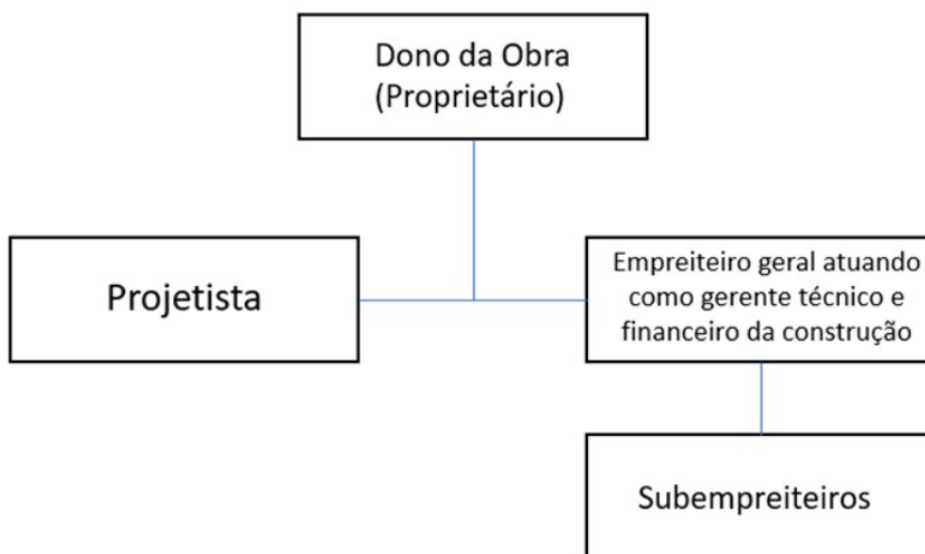 Dono da Obra
(Proprietário)
Projetista
Empreiteiro geral atuando
como gerente técnico e
financeiro da construção
Subempreiteiros